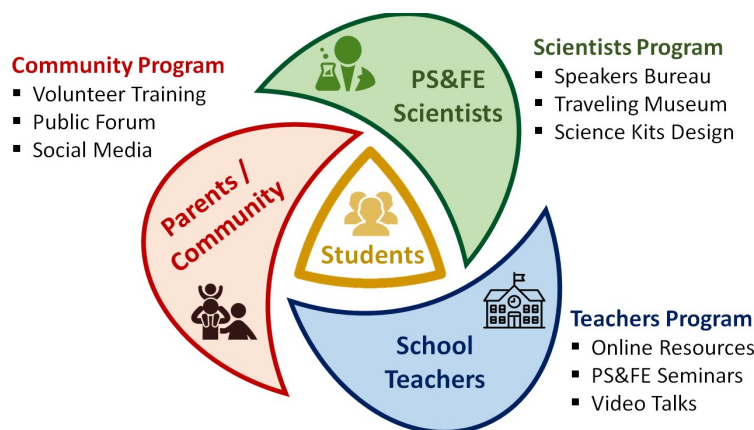 Community Program
▪ Volunteer Training
▪ Public Forum
▪ Social Media
PS&FE
Scientists
Scientists Program
▪ Speakers Bureau
▪ Traveling Museum
▪ Science Kits Design
Parents /
Community
Students
School
Teachers
Teachers Program
▪ Online Resources
▪ PS&FE Seminars
▪ Video Talks